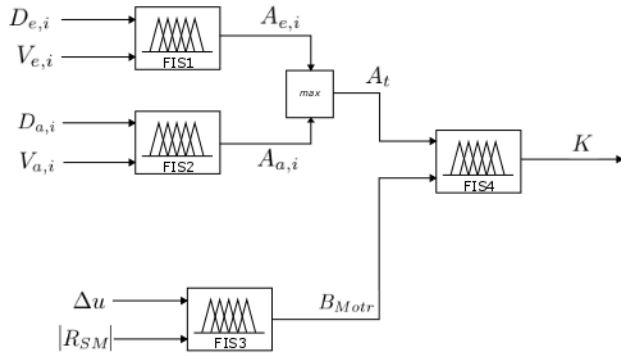 D_{e,i}
A_{e,i}
V_{e,i}
FIS1
max
A_t
D_{a,i}
V_{a,i}
FIS2
A_{a,i}
K
FIS4
Δu
B_{Motr}
|R_{SM}|
FIS3